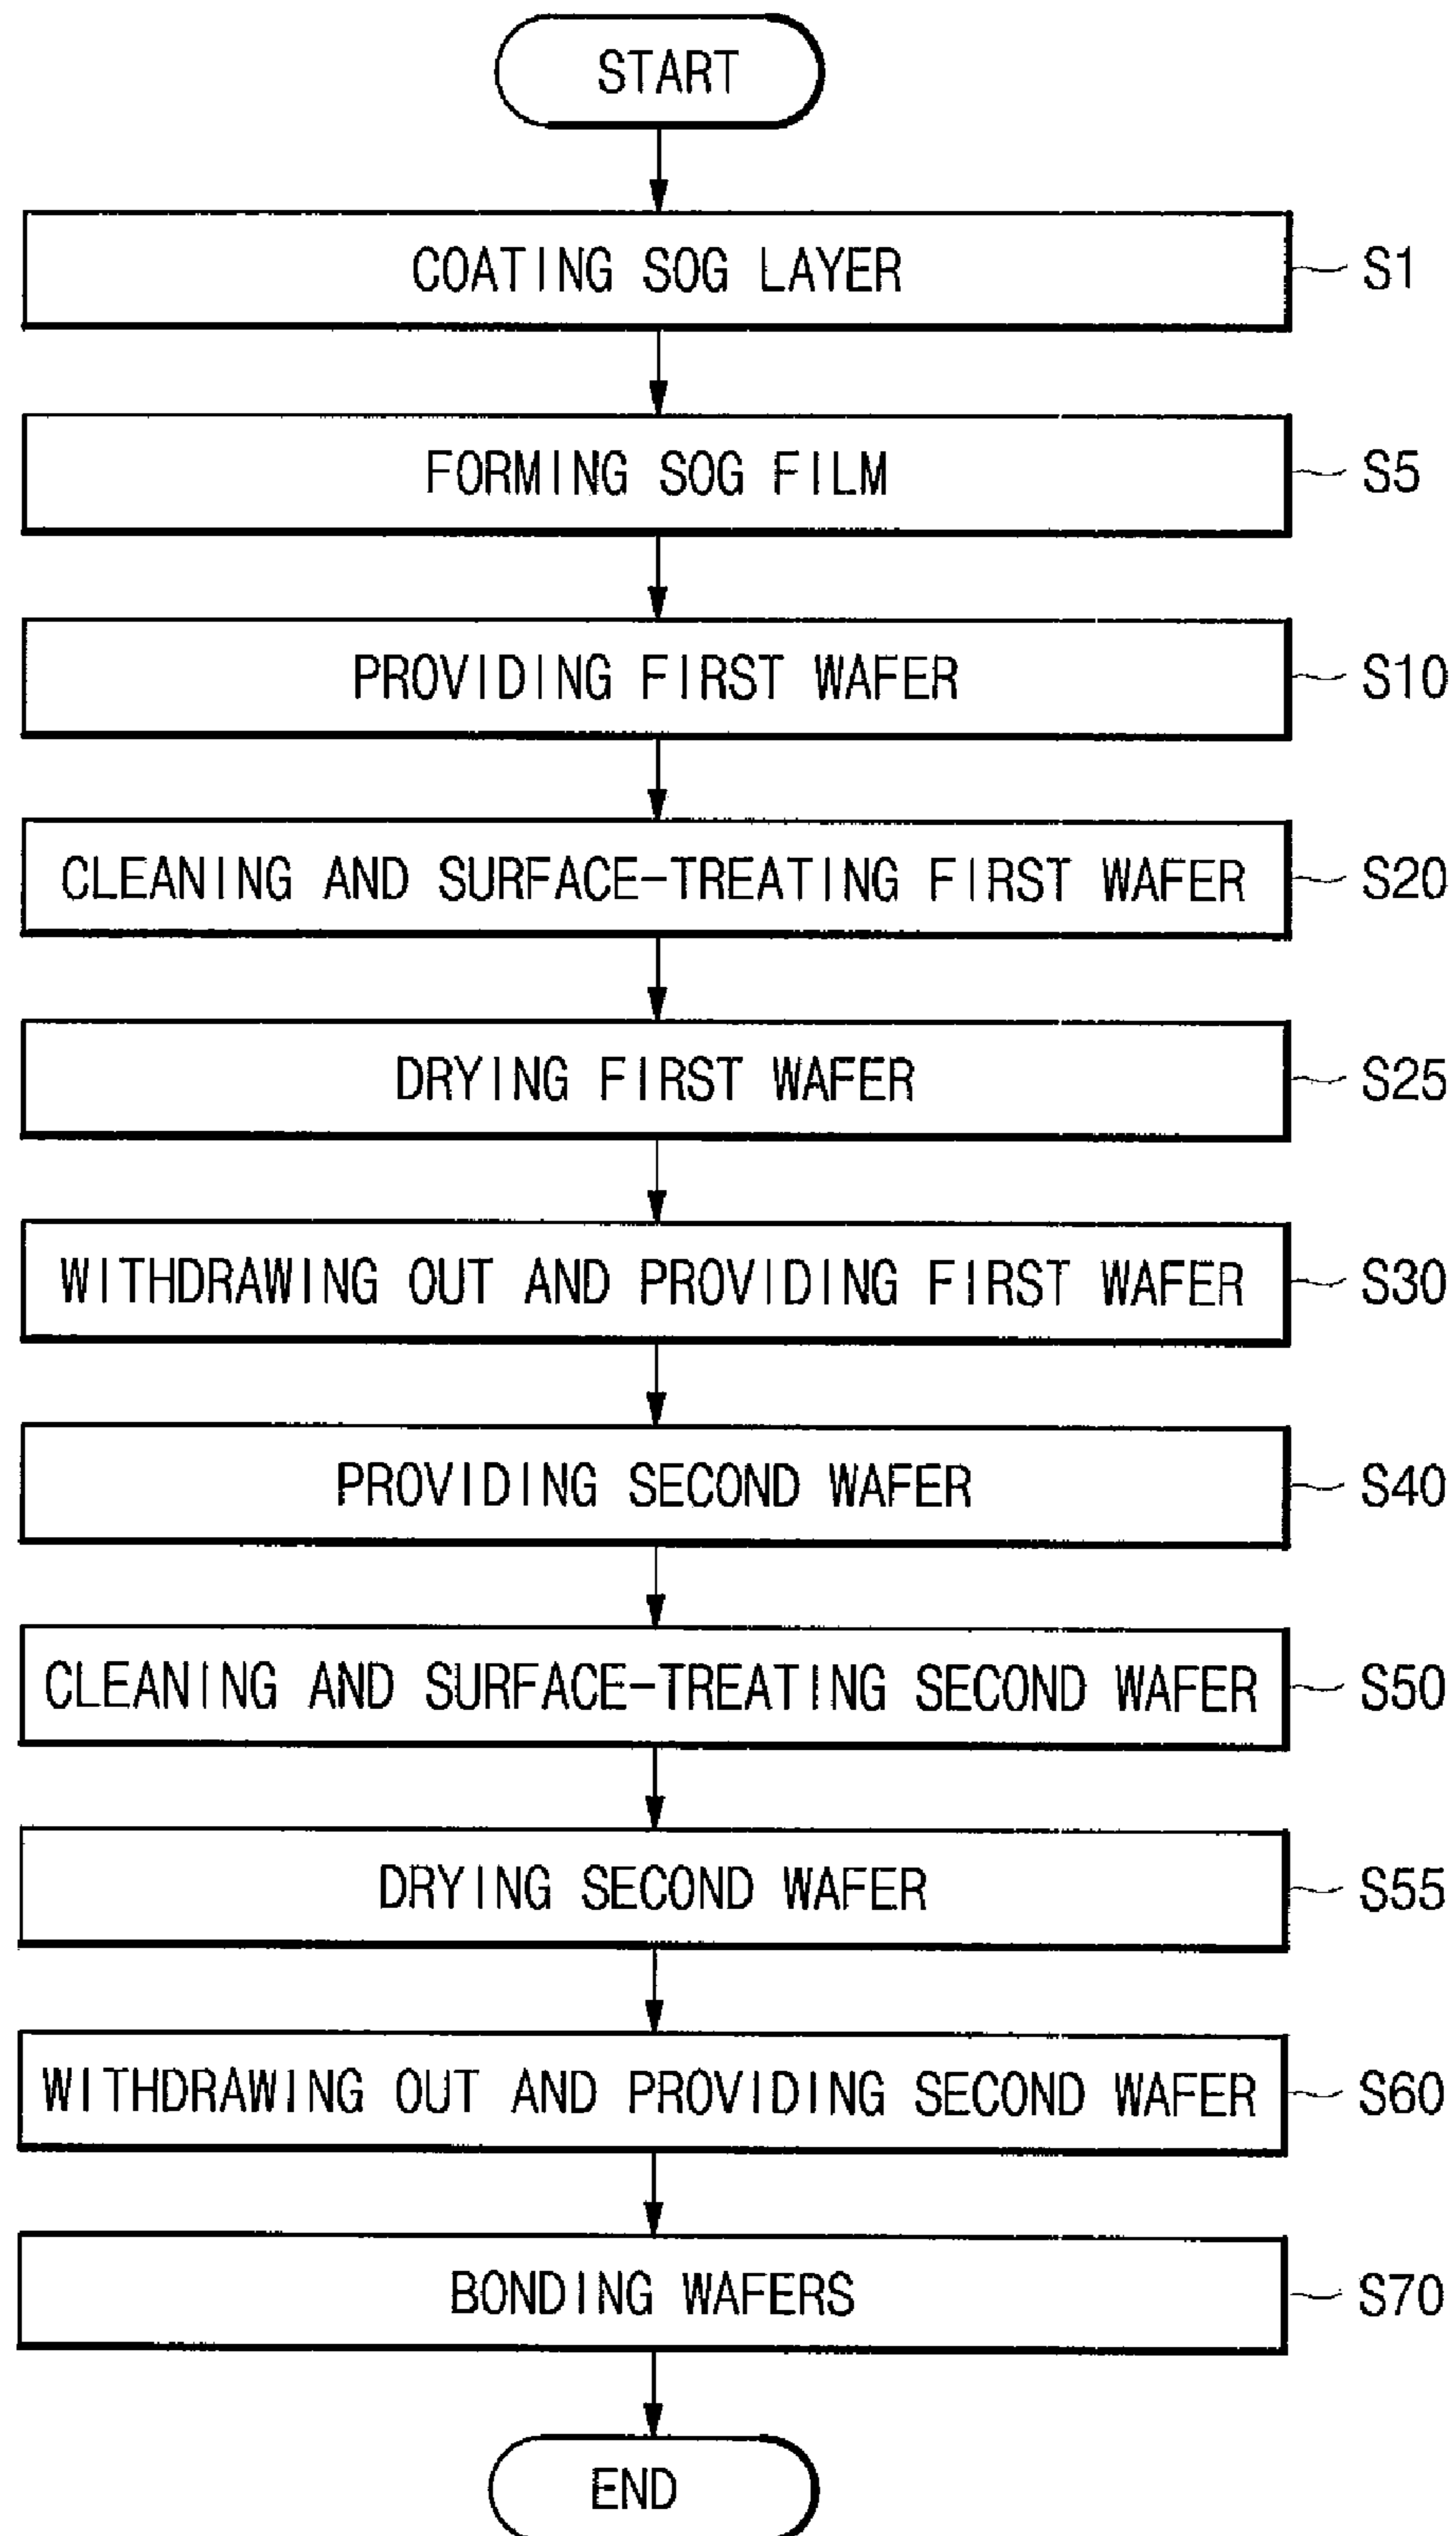 START
COATING SOG LAYER S1
FORMING SOG FILM S5
PROVIDING FIRST WAFER S10
CLEANING AND SURFACE-TREATING FIRST WAFER S20
DRYING FIRST WAFER S25
WITHDRAWING OUT AND PROVIDING FIRST WAFER S30
PROVIDING SECOND WAFER S40
CLEANING AND SURFACE-TREATING SECOND WAFER S50
DRYING SECOND WAFER S55
WITHDRAWING OUT AND PROVIDING SECOND WAFER S60
BONDING WAFERS S70
END